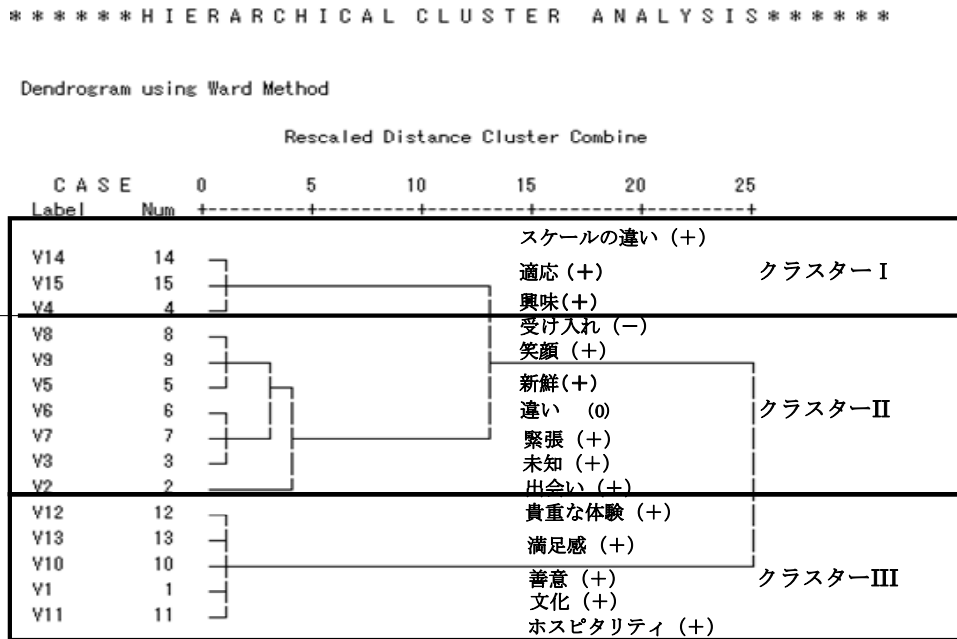 * * * * * * H I E R A R C H I C A L   C L U S T E R   A N A L Y S I S * * * * * *
Dendrogram using Ward Method
Rescaled Distance Cluster Combine
C A S E 0 5 10 15 20 25
Label Num +---------+---------+---------+---------+---------+
スケールの違い（+）
V14 14
適応（+） クラスターⅠ
V15 15
興味(+)
V4 4
受け入れ（−）
V8 8
笑顔（+）
V9 9
新鮮(+)
V5 5
違い (0) クラスターⅡ
V6 6
緊張（+）
V7 7
未知（+）
V3 3
出会い（+）
V2 2
貴重な体験（+）
V12 12
満足感（+）
V13 13
V10 10
善意（+） クラスターⅢ
V1 1
文化（+）
V11 11
ホスピタリティ（+）